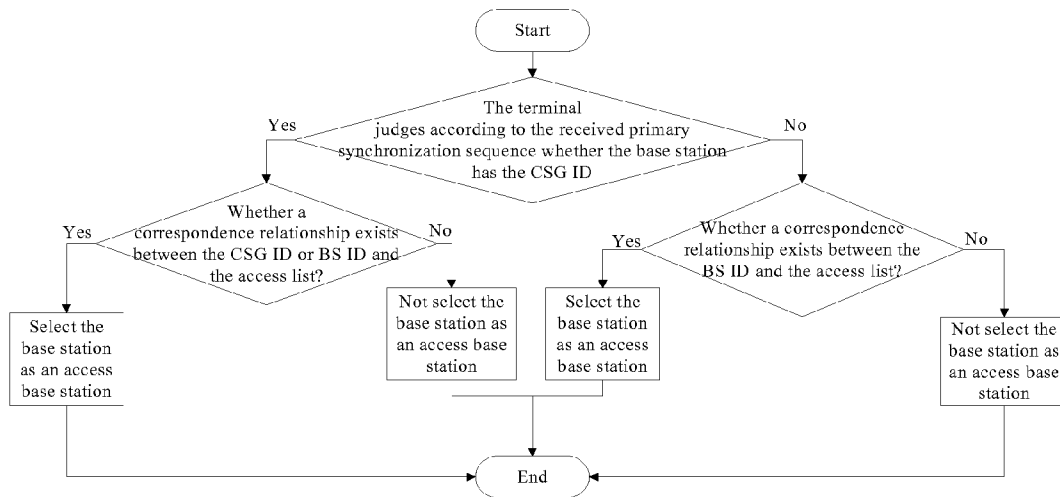 Start
The terminal
judges according to the received primary
synchronization sequence whether the base station
has the CSG ID
Yes
No
Whether a
correspondence relationship exists
between the CSG ID or BS ID and
the access list?
Yes
No
Whether a correspondence
relationship exists between the
BS ID and the access list?
Yes
No
Select the
base station
as an access
base station
Not select the
base station as
an access base
station
Select the
base station
as an access
base station
Not select the
base station as
an access base
station
End